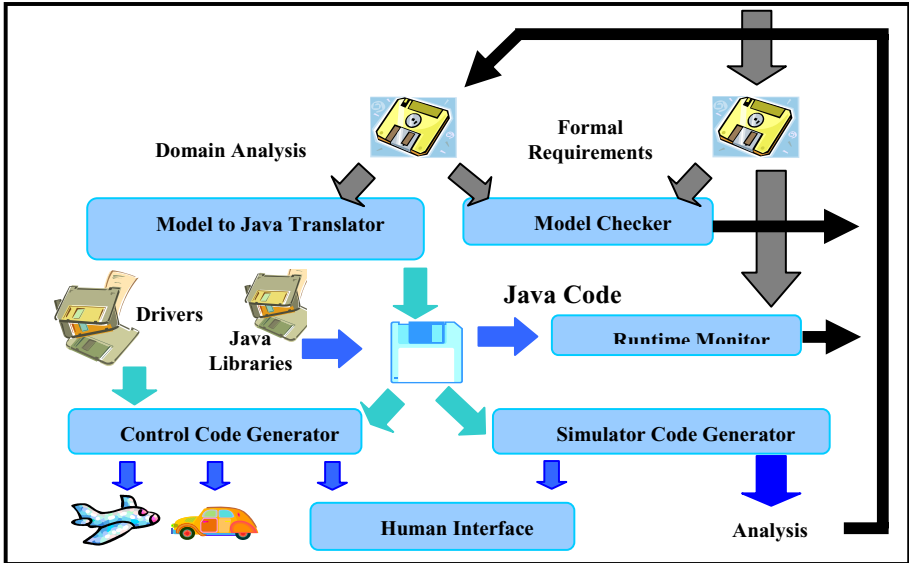 Domain Analysis
Formal
Requirements
Model to Java Translator
Model Checker
Drivers
Java
Libraries
Java Code
Runtime Monitor
Control Code Generator
Simulator Code Generator
Human Interface
Analysis